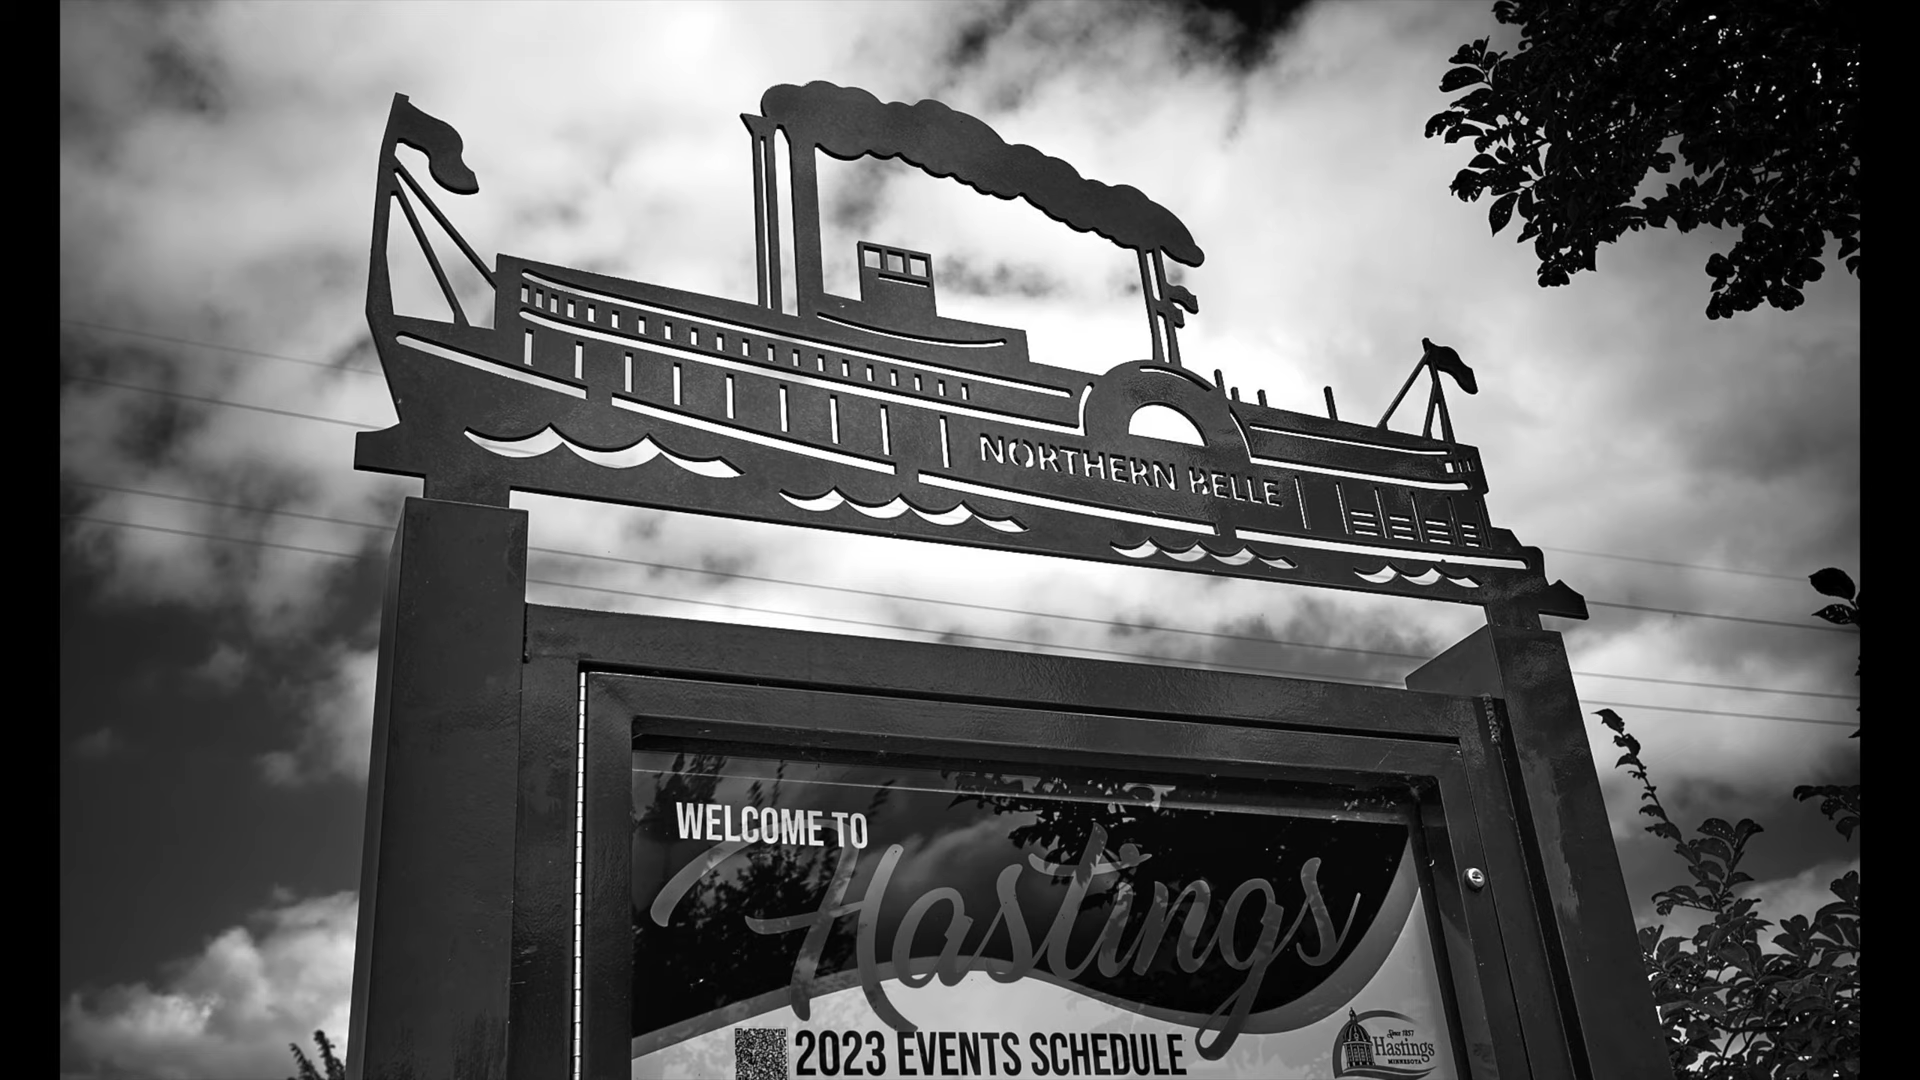 NORTHERN BELLE
WELCOME TO
Hastings
2023 EVENTS SCHEDULE
Since 1857
Hastings
MINNESOTA